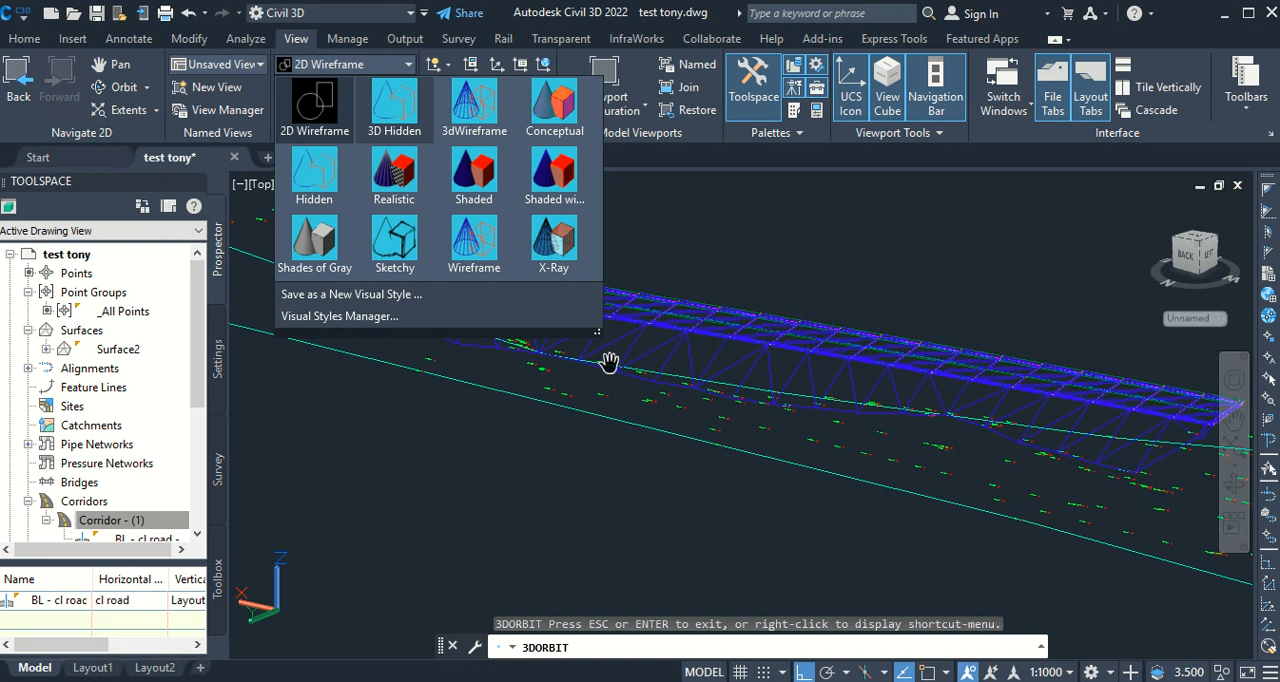 C3D Civil 3D Share Autodesk Civil 3D 2022 test tony.dwg Type a keyword or phrase Sign In
Home Insert Annotate Modify Analyze View Manage Output Survey Rail Transparent InfraWorks Collaborate Help Add-ins Express Tools Featured Apps
Back Forward Pan Orbit Extents
Navigate 2D
Unsaved View New View View Manager
Named Views
2D Wireframe
Named Join Restore
Model Viewports
Toolspace
Palettes
UCS Icon View Cube Navigation Bar
Viewport Tools
Switch Windows File Tabs Layout Tabs Tile Vertically Cascade
Interface
Toolbars
2D Wireframe 3D Hidden 3dWireframe Conceptual
Hidden Realistic Shaded Shaded wi...
Shades of Gray Sketchy Wireframe X-Ray
Save as a New Visual Style ...
Visual Styles Manager...
Start test tony*
TOOLSPACE
Active Drawing View
test tony
Points
Point Groups
_All Points
Surfaces
Surface2
Alignments
Feature Lines
Sites
Catchments
Pipe Networks
Pressure Networks
Bridges
Corridors
Corridor - (1)
BL - cl road -
Prospector
Settings
Survey
Toolbox
Name Horizontal ... Vertic
BL - cl roac cl road Layout
[−][Top]
BACK LEFT
Unnamed
Z
X
Y
3DORBIT Press ESC or ENTER to exit, or right-click to display shortcut-menu.
3DORBIT
Model Layout1 Layout2 +
MODEL 1:1000 3.500